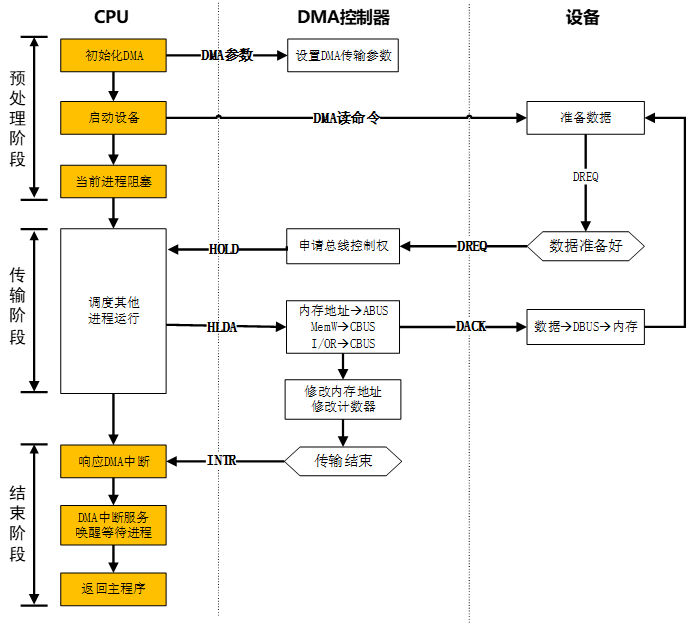 CPU
DMA控制器
设备
预处理阶段
初始化DMA
DMA参数
设置DMA传输参数
启动设备
DMA读命令
准备数据
当前进程阻塞
DREQ
传输阶段
调度其他
进程运行
HOLD
申请总线控制权
DREQ
数据准备好
HLDA
内存地址→ABUS
MemW→CBUS
I/OR→CBUS
DACK
数据→DBUS→内存
修改内存地址
修改计数器
结束阶段
响应DMA中断
INTR
传输结束
DMA中断服务
唤醒等待进程
返回主程序